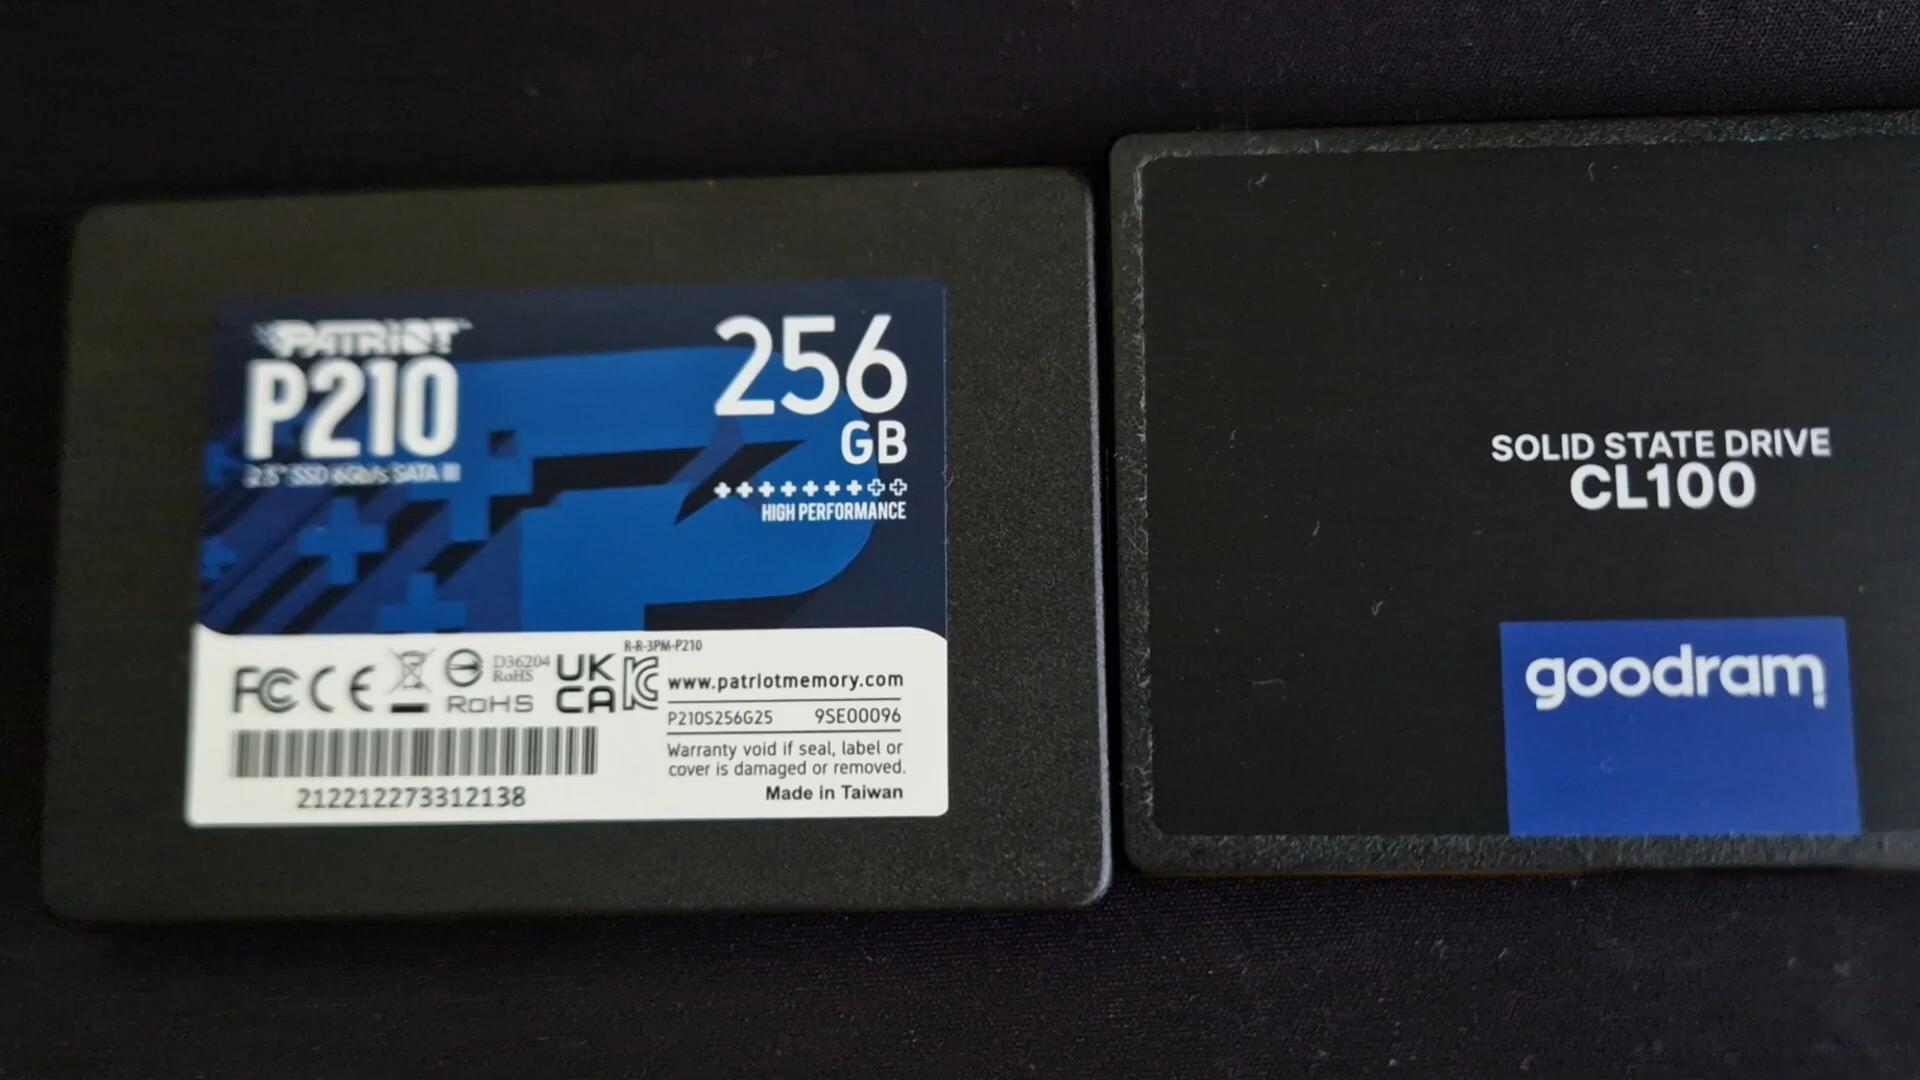 PATRIOT
P210
2.5" SSD 6Gb/s SATA III
256
GB
HIGH PERFORMANCE
R-R-3PM-P210
FC CE
D36204
RoHS
RoHS
UK
CA
www.patriotmemory.com
P210S256G25 9SE00096
Warranty void if seal, label or
cover is damaged or removed.
Made in Taiwan
212212273312138
SOLID STATE DRIVE
CL100
goodram